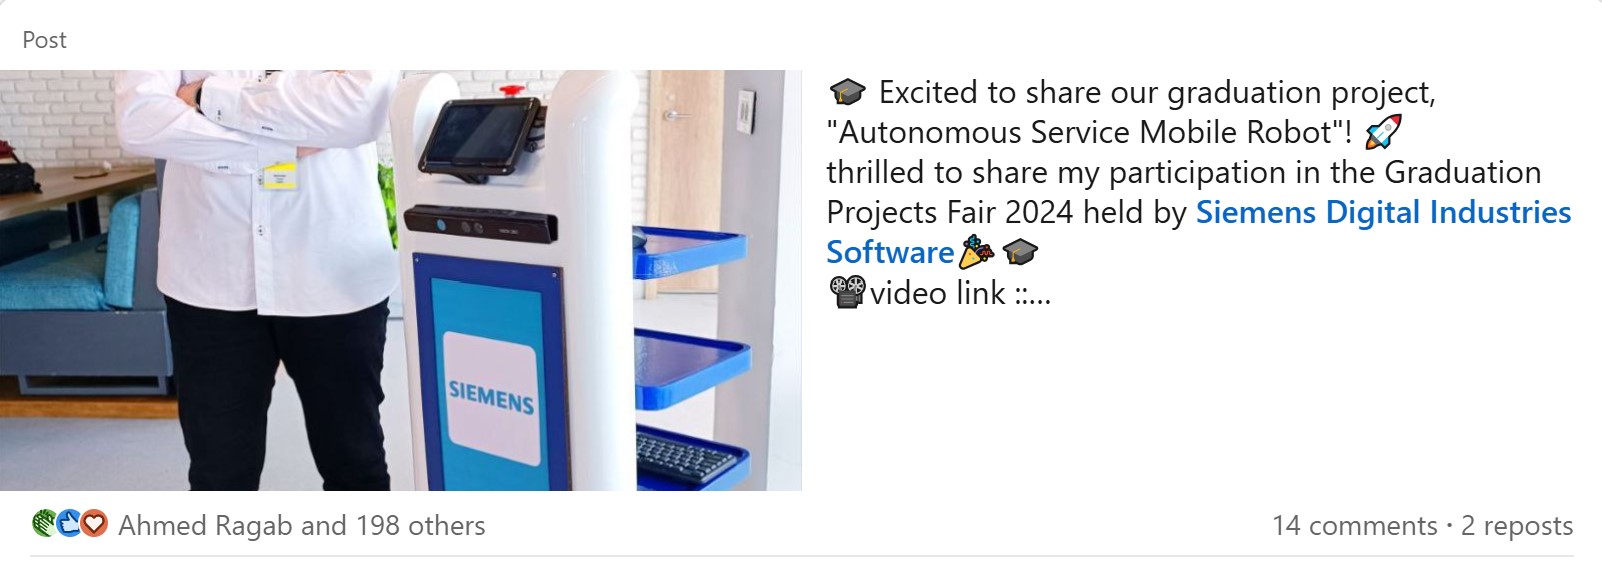 Post
🎓 Excited to share our graduation project,
"Autonomous Service Mobile Robot"! 🚀
thrilled to share my participation in the Graduation
Projects Fair 2024 held by Siemens Digital Industries
Software🎉🎓
📽️video link ::...
SIEMENS
Ahmed Ragab and 198 others
14 comments • 2 reposts